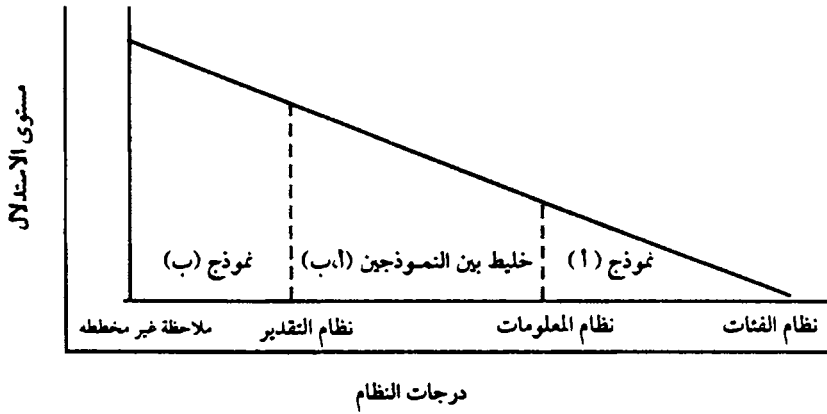 مستوى الاستدلال
نموذج (أ) خليط بين النموذجين (أ،ب) نموذج (ب)
نظام الفئات نظام المعلومات نظام التقدير ملاحظة غير مخططه
درجات النظام